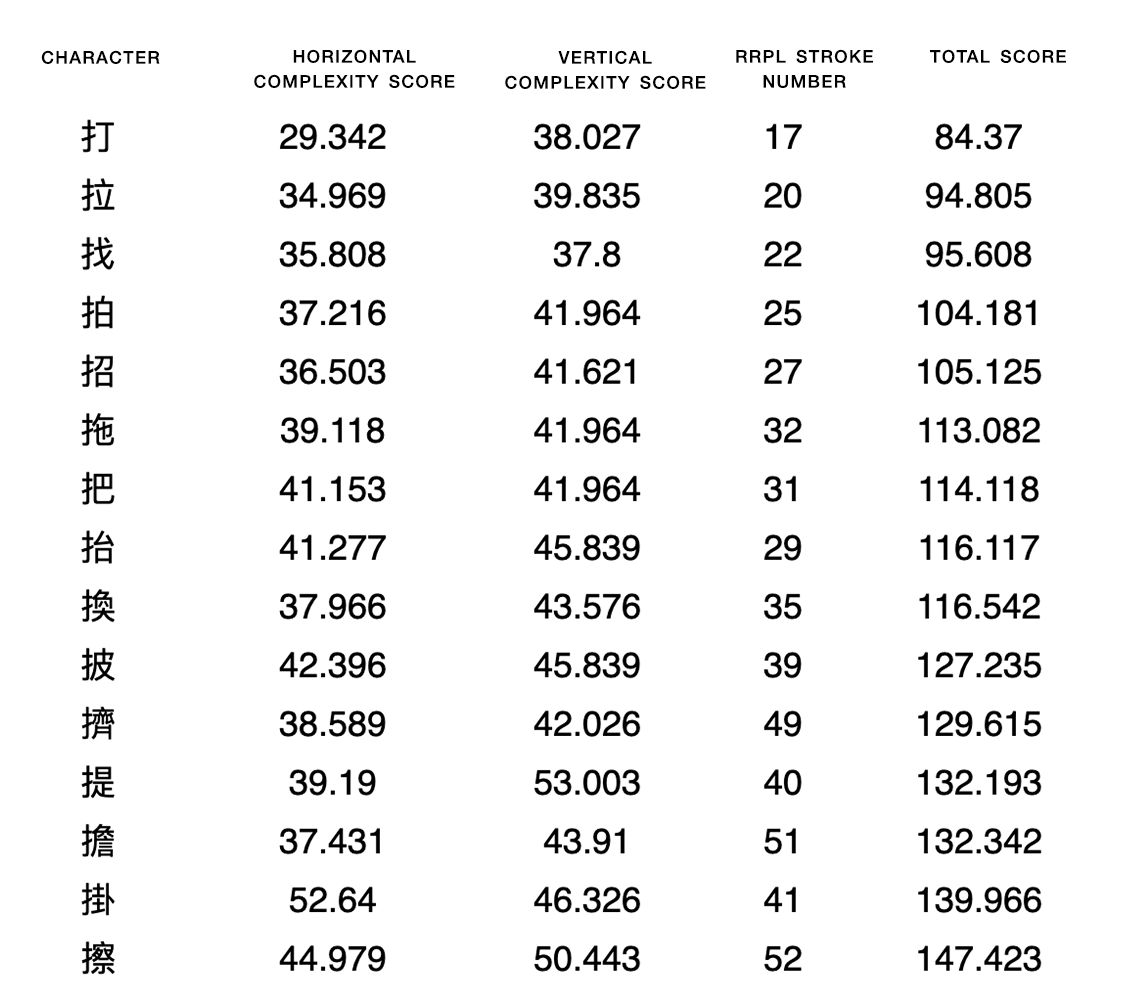 CHARACTER HORIZONTAL COMPLEXITY SCORE VERTICAL COMPLEXITY SCORE RRPL STROKE NUMBER TOTAL SCORE
打 29.342 38.027 17 84.37
拉 34.969 39.835 20 94.805
找 35.808 37.8 22 95.608
拍 37.216 41.964 25 104.181
招 36.503 41.621 27 105.125
拖 39.118 41.964 32 113.082
把 41.153 41.964 31 114.118
抬 41.277 45.839 29 116.117
換 37.966 43.576 35 116.542
披 42.396 45.839 39 127.235
擠 38.589 42.026 49 129.615
提 39.19 53.003 40 132.193
擔 37.431 43.91 51 132.342
掛 52.64 46.326 41 139.966
擦 44.979 50.443 52 147.423